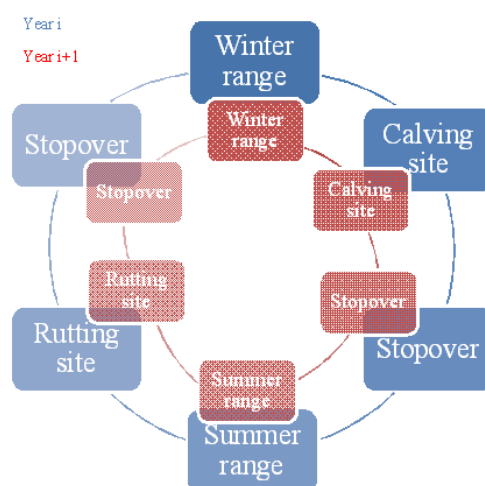 Year i
Year i+1
Winter
range
Calving
site
Stopover
Summer
range
Rutting
site
Stopover
Winter
range
Calving
site
Stopover
Summer
range
Rutting
site
Stopover